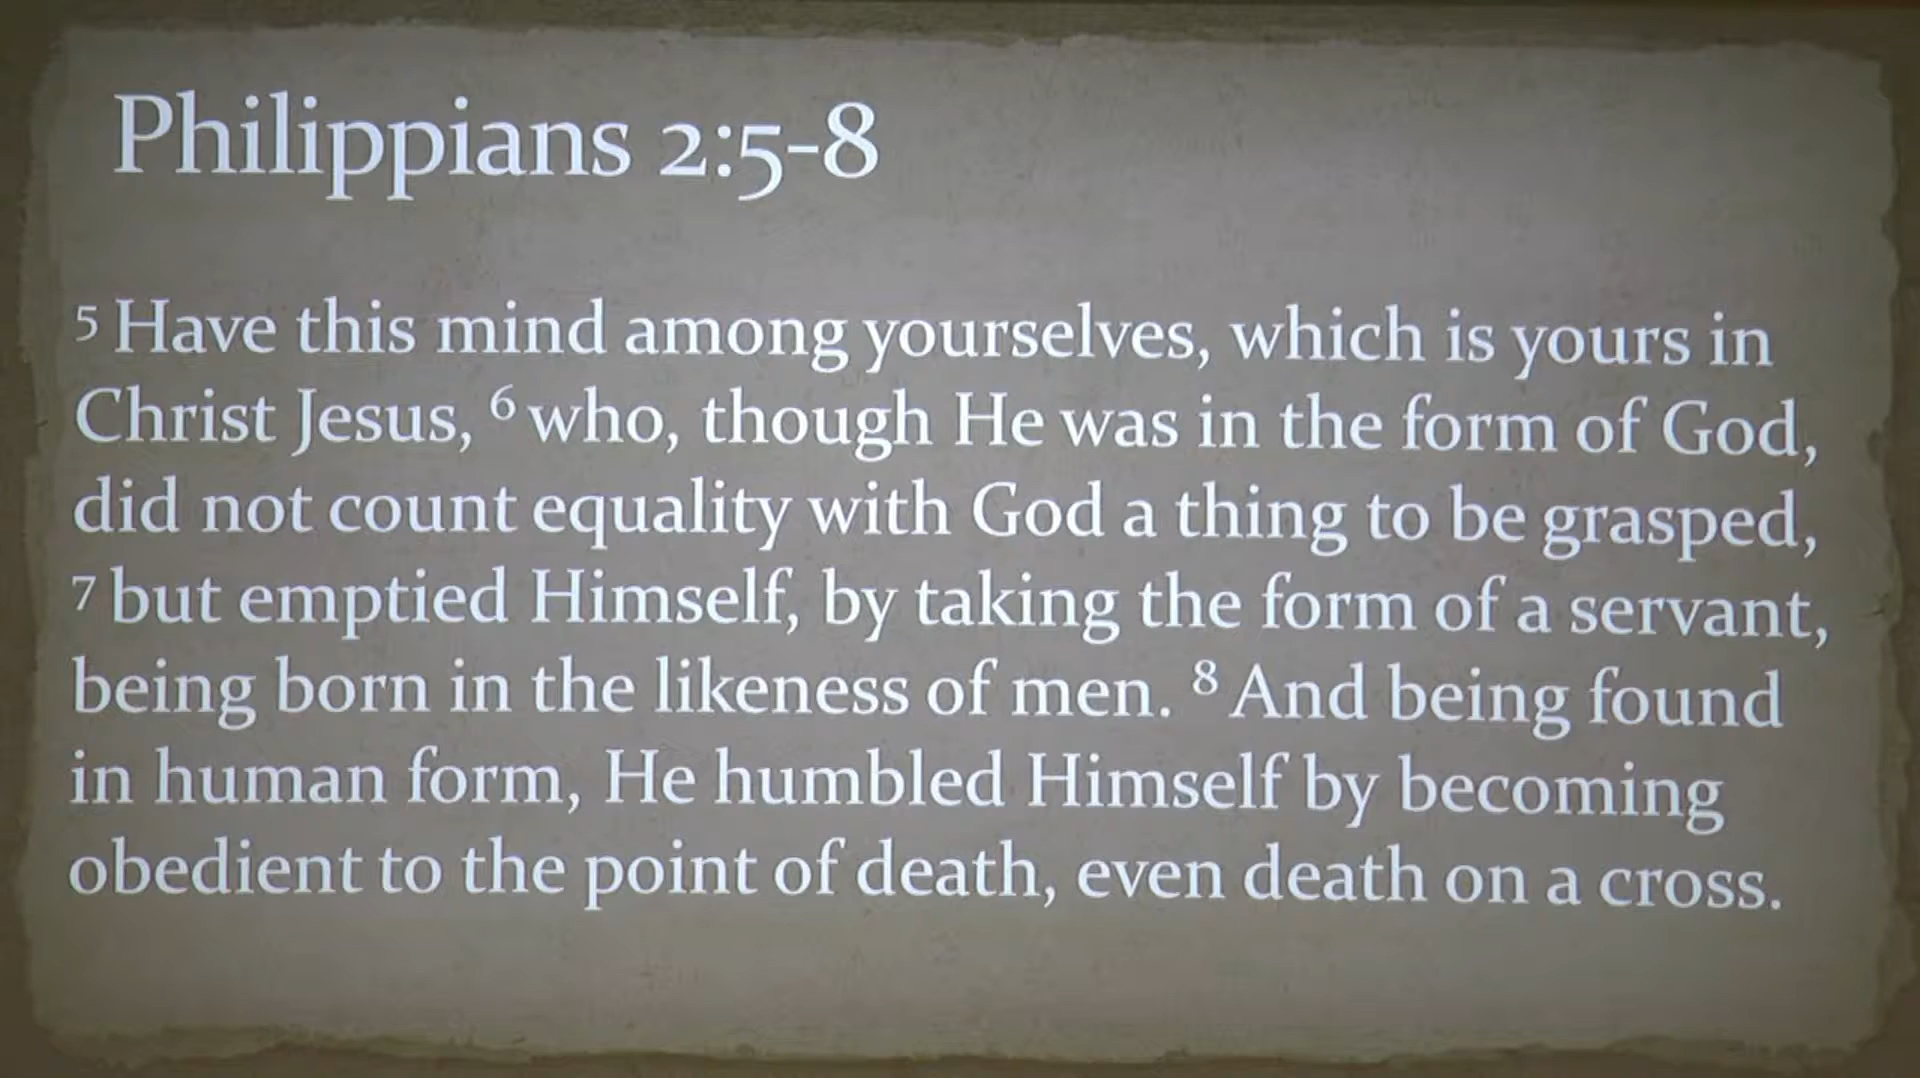 Philippians 2:5-8
5 Have this mind among yourselves, which is yours in
Christ Jesus, 6 who, though He was in the form of God,
did not count equality with God a thing to be grasped,
7 but emptied Himself, by taking the form of a servant,
being born in the likeness of men. 8 And being found
in human form, He humbled Himself by becoming
obedient to the point of death, even death on a cross.